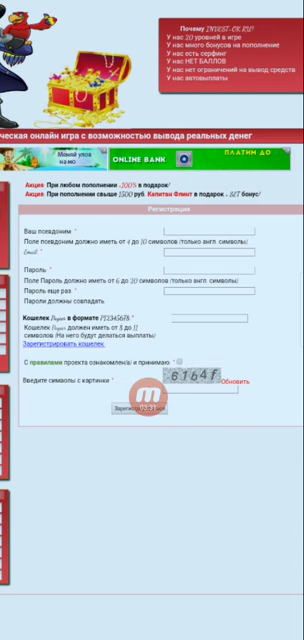 Почему INVEST-OK.RU?
У нас 20 уровней в игре
У нас много бонусов на пополнение
У нас есть серфинг
У нас НЕТ БАЛЛОВ
У нас нет ограничений на вывод средств
У нас автовыплаты
ческая онлайн игра с возможностью вывода реальных денег
Меняй улов
на
ONLINE BANK
ПЛАТИМ ДО
Акция При любом пополнении +100% в подарок!
Акция При пополнении свыше 1500 руб. Капитан Флинт в подарок + БЕТ бонус!
Регистрация
Ваш псевдоним *
Поле псевдоним должно иметь от 4 до 10 символов (только англ. символы).
Email *
Пароль *
Поле Пароль должно иметь от 6 до 20 символов (только англ. символы)
Пароль еще раз *
Пароли должны совпадать.
Кошелек Payeer в формате P12345678 *
Кошелек Payeer должен иметь от 8 до 11
символов (На него будут делаться выплаты)
Зарегистрировать кошелек.
С правилами проекта ознакомлен(а) и принимаю: *
Введите символы с картинки *
61b4f
Обновить